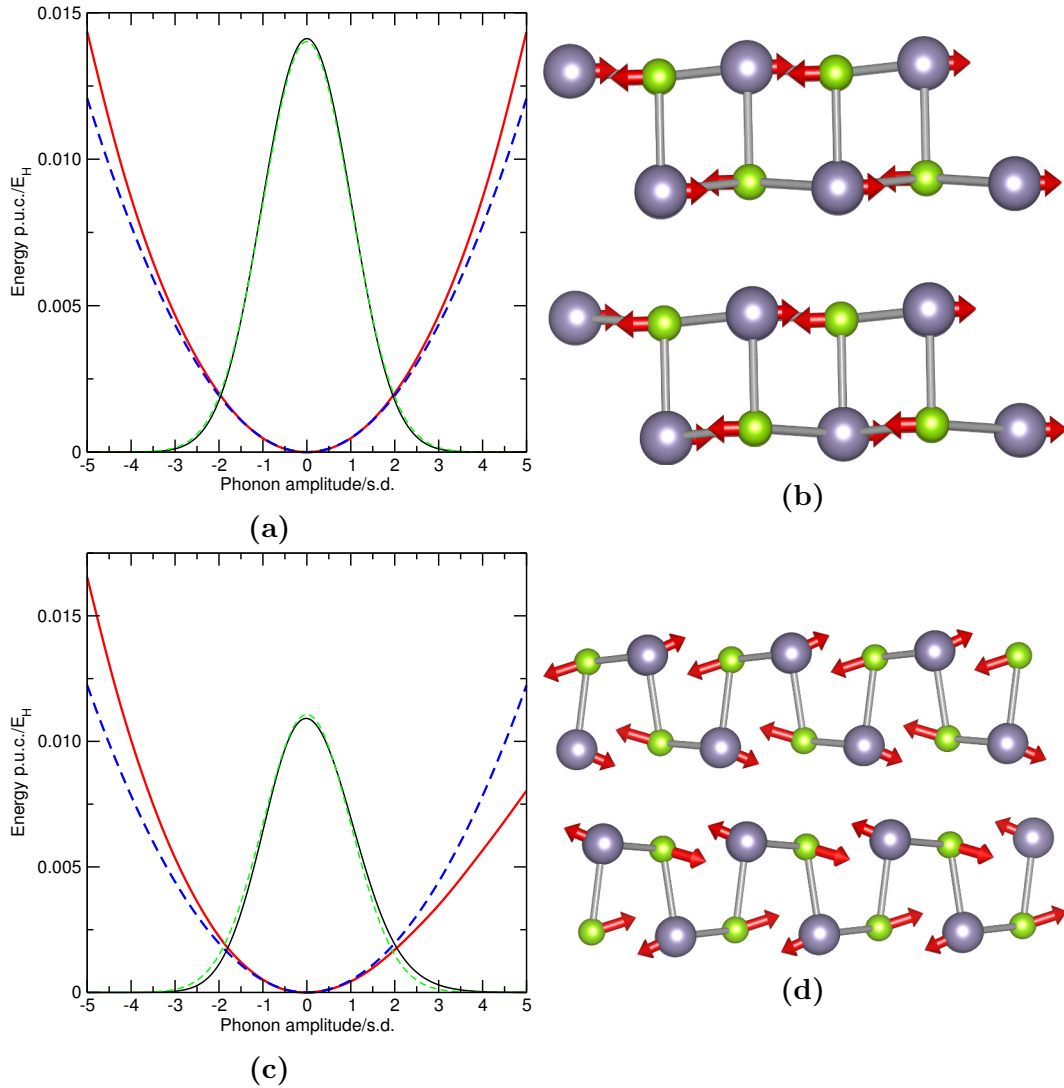 0.015
0.010
0.005
0
Energy p.u.c./E_H
-5 -4 -3 -2 -1 0 1 2 3 4 5
Phonon amplitude/s.d.
(a)
(b)
0.015
0.010
0.005
0
Energy p.u.c./E_H
-5 -4 -3 -2 -1 0 1 2 3 4 5
Phonon amplitude/s.d.
(c)
(d)